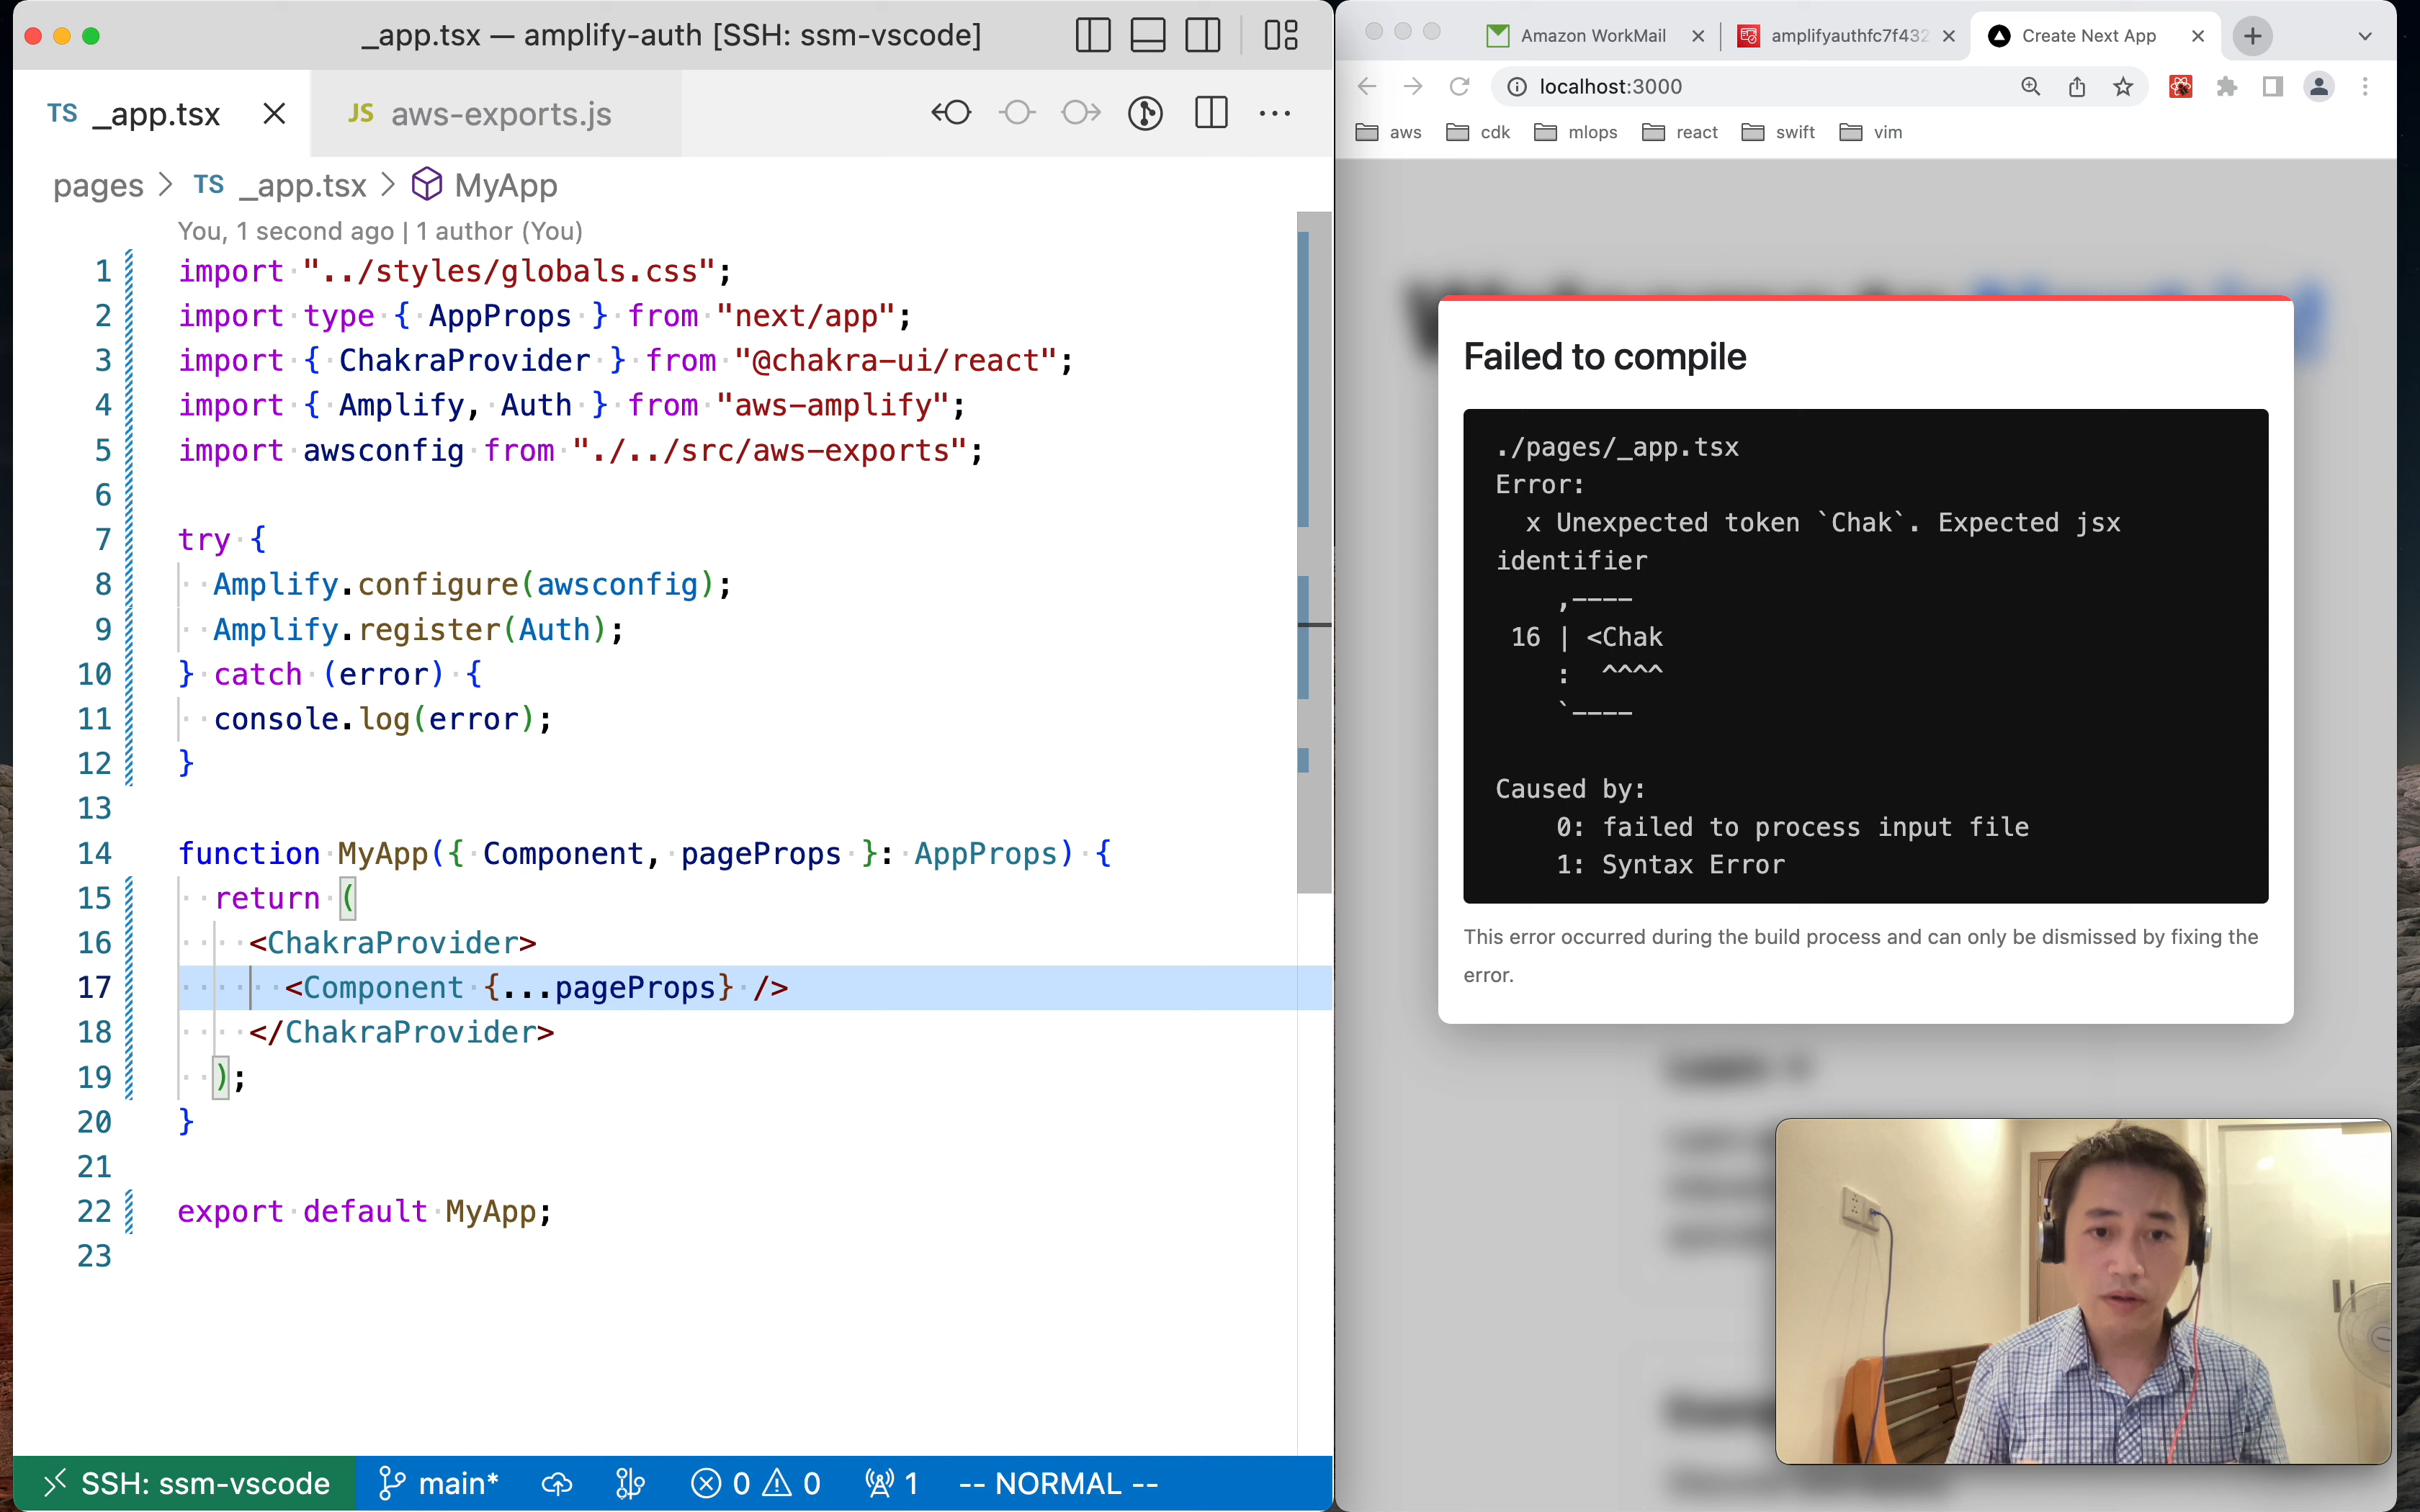 _app.tsx — amplify-auth [SSH: ssm-vscode]
TS _app.tsx
JS aws-exports.js
pages > TS _app.tsx > MyApp
You, 1 second ago | 1 author (You)
1 import "../styles/globals.css";
2 import type { AppProps } from "next/app";
3 import { ChakraProvider } from "@chakra-ui/react";
4 import { Amplify, Auth } from "aws-amplify";
5 import awsconfig from "./../src/aws-exports";
6
7 try {
8 Amplify.configure(awsconfig);
9 Amplify.register(Auth);
10 } catch (error) {
11 console.log(error);
12 }
13
14 function MyApp({ Component, pageProps }: AppProps) {
15 return (
16 <ChakraProvider>
17 <Component {...pageProps} />
18 </ChakraProvider>
19 );
20 }
21
22 export default MyApp;
23
SSH: ssm-vscode main* 0 0 1 -- NORMAL --
Amazon WorkMail
amplifyauthfc7f432
Create Next App
localhost:3000
aws cdk mlops react swift vim
Failed to compile
./pages/_app.tsx
Error:
x Unexpected token `Chak`. Expected jsx
identifier
,----
16 | <Chak
: ^^^^
`----
Caused by:
0: failed to process input file
1: Syntax Error
This error occurred during the build process and can only be dismissed by fixing the
error.